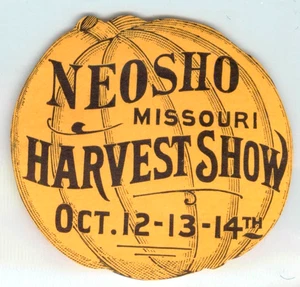 NEOSHO
MISSOURI
HARVEST SHOW
OCT. 12-13-14TH